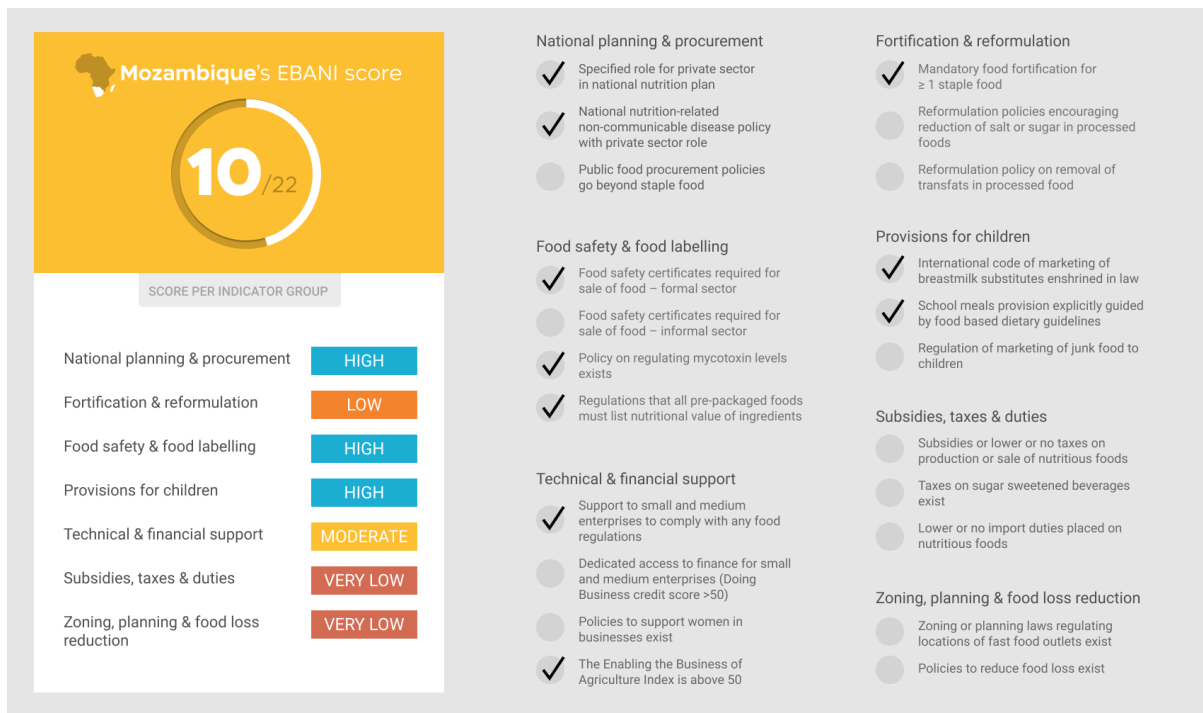 Mozambique's EBANI score
10/22
SCORE PER INDICATOR GROUP
National planning & procurement
HIGH
Fortification & reformulation
LOW
Food safety & food labelling
HIGH
Provisions for children
HIGH
Technical & financial support
MODERATE
Subsidies, taxes & duties
VERY LOW
Zoning, planning & food loss
reduction
VERY LOW
National planning & procurement
Specified role for private sector
in national nutrition plan
National nutrition-related
non-communicable disease policy
with private sector role
Public food procurement policies
go beyond staple food
Food safety & food labelling
Food safety certificates required for
sale of food – formal sector
Food safety certificates required for
sale of food – informal sector
Policy on regulating mycotoxin levels
exists
Regulations that all pre-packaged foods
must list nutritional value of ingredients
Technical & financial support
Support to small and medium
enterprises to comply with any food
regulations
Dedicated access to finance for small
and medium enterprises (Doing
Business credit score >50)
Policies to support women in
businesses exist
The Enabling the Business of
Agriculture Index is above 50
Fortification & reformulation
Mandatory food fortification for
≥ 1 staple food
Reformulation policies encouraging
reduction of salt or sugar in processed
foods
Reformulation policy on removal of
transfats in processed food
Provisions for children
International code of marketing of
breastmilk substitutes enshrined in law
School meals provision explicitly guided
by food based dietary guidelines
Regulation of marketing of junk food to
children
Subsidies, taxes & duties
Subsidies or lower or no taxes on
production or sale of nutritious foods
Taxes on sugar sweetened beverages
exist
Lower or no import duties placed on
nutritious foods
Zoning, planning & food loss reduction
Zoning or planning laws regulating
locations of fast food outlets exist
Policies to reduce food loss exist